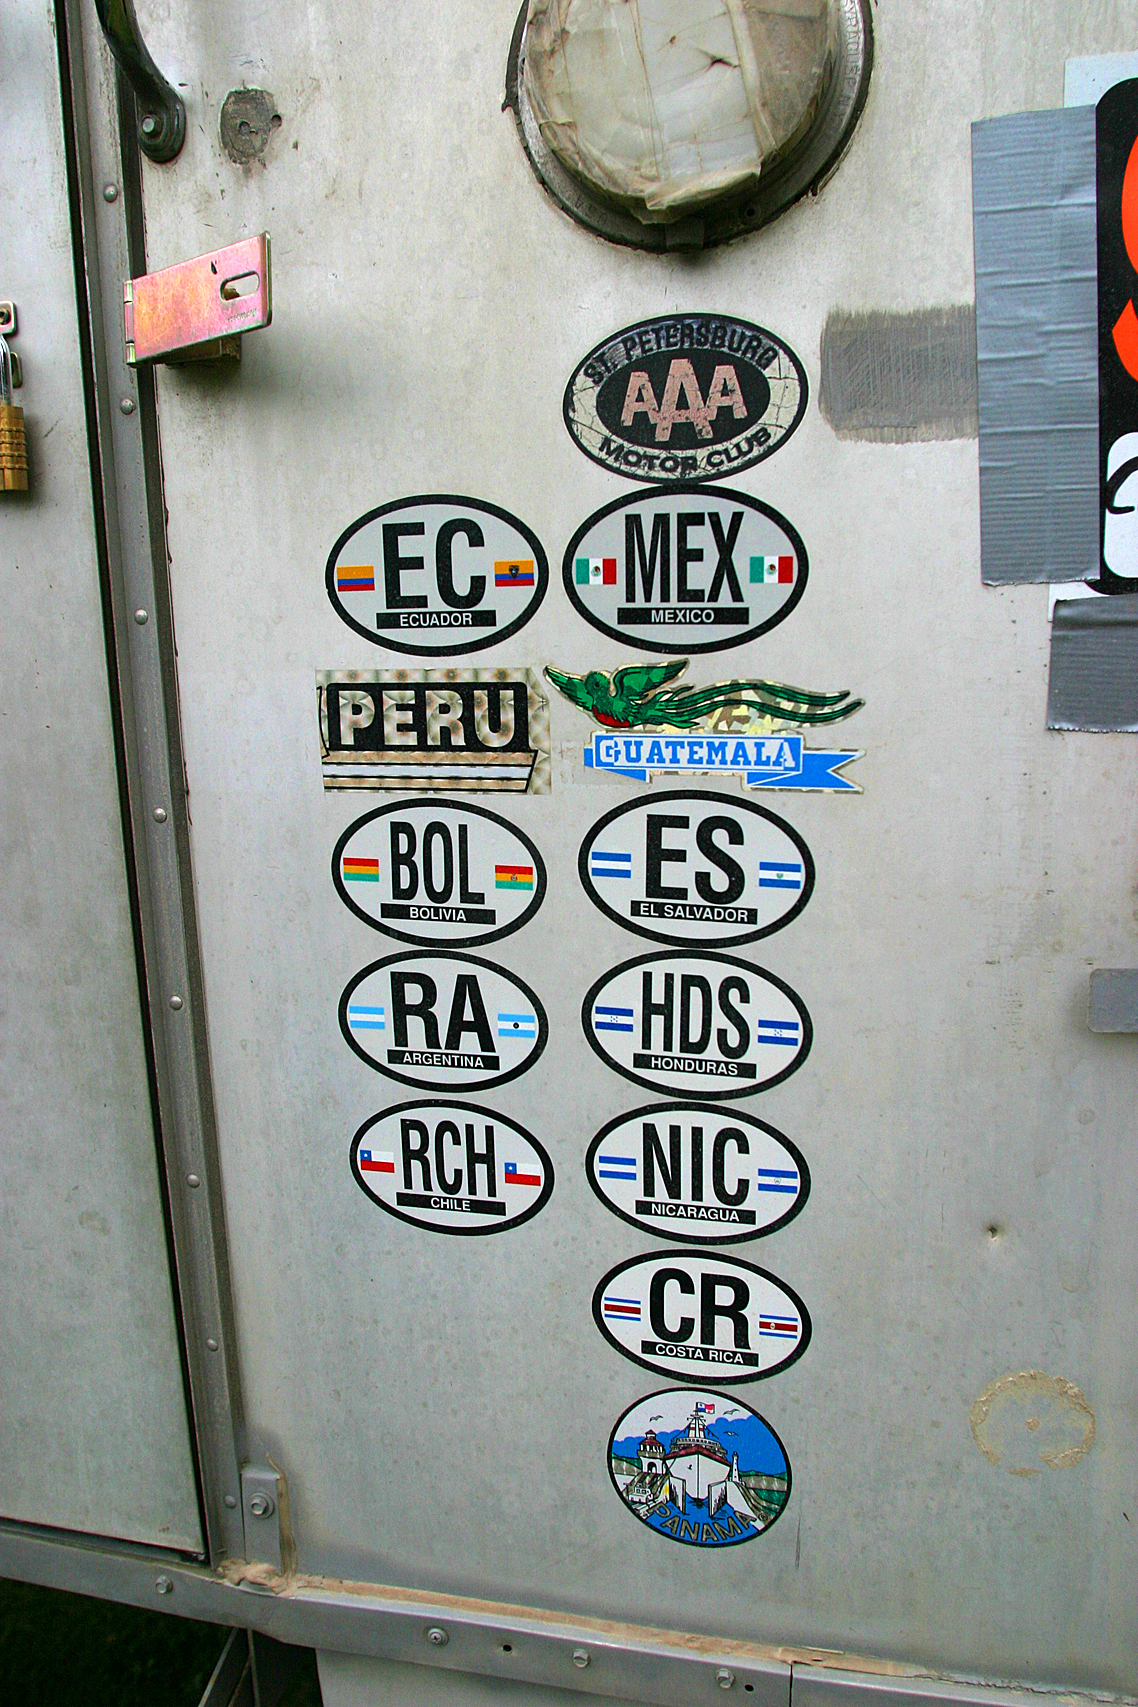 ST. PETERSBURG
AAA
MOTOR CLUB
EC
ECUADOR
PERU
BOL
BOLIVIA
RA
ARGENTINA
RCH
CHILE
MEX
MEXICO
GUATEMALA
ES
EL SALVADOR
HDS
HONDURAS
NIC
NICARAGUA
CR
COSTA RICA
PANAMA